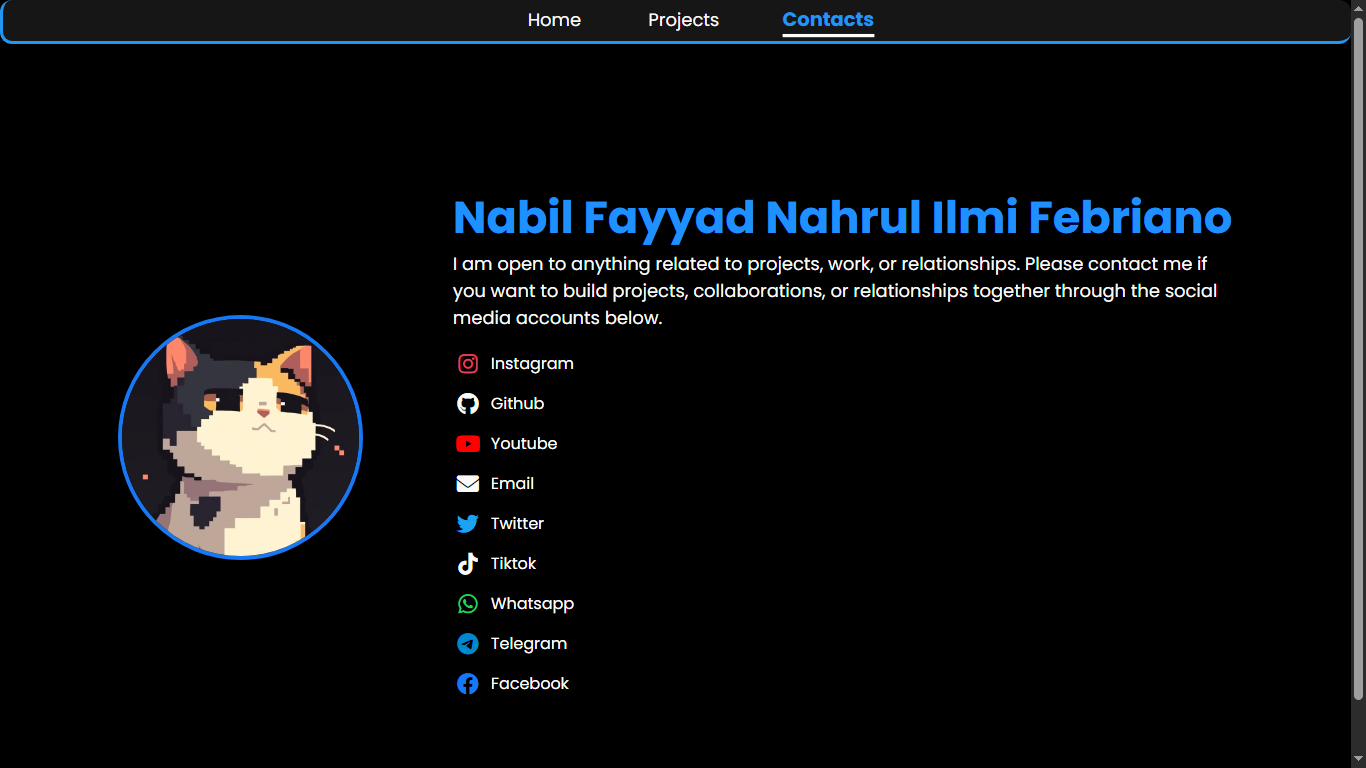 Home Projects Contacts
Nabil Fayyad Nahrul Ilmi Febriano
I am open to anything related to projects, work, or relationships. Please contact me if
you want to build projects, collaborations, or relationships together through the social
media accounts below.
Instagram
Github
Youtube
Email
Twitter
Tiktok
Whatsapp
Telegram
Facebook